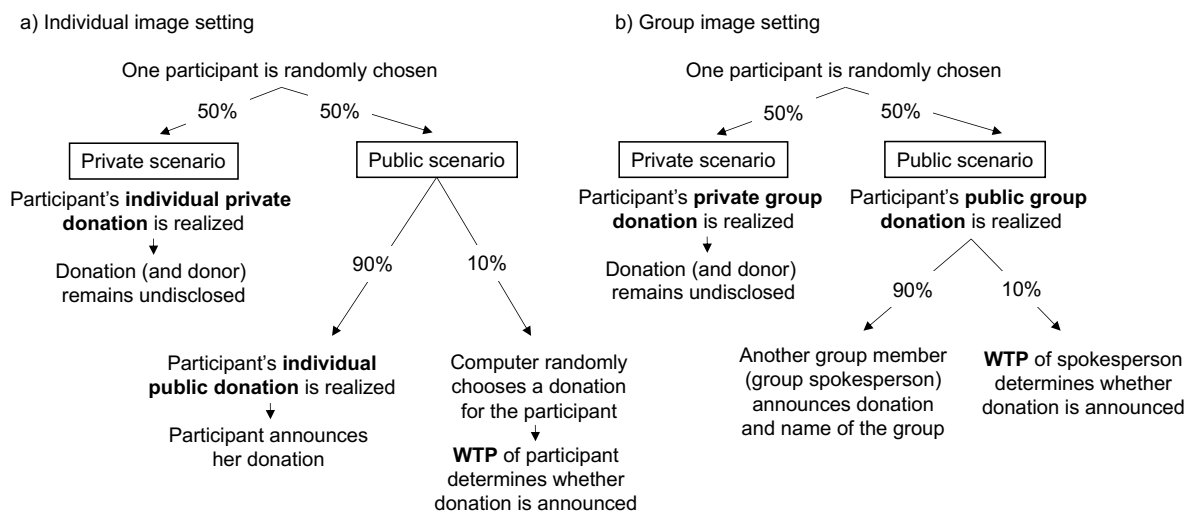 a) Individual image setting
One participant is randomly chosen
50%
50%
Private scenario
Public scenario
Participant's individual private
donation is realized
Donation (and donor)
remains undisclosed
90%
10%
Participant's individual
public donation is realized
Participant announces
her donation
Computer randomly
chooses a donation
for the participant
WTP of participant
determines whether
donation is announced
b) Group image setting
One participant is randomly chosen
50%
50%
Private scenario
Public scenario
Participant's private group
donation is realized
Donation (and donor)
remains undisclosed
Participant's public group
donation is realized
90%
10%
Another group member
(group spokesperson)
announces donation
and name of the group
WTP of spokesperson
determines whether
donation is announced